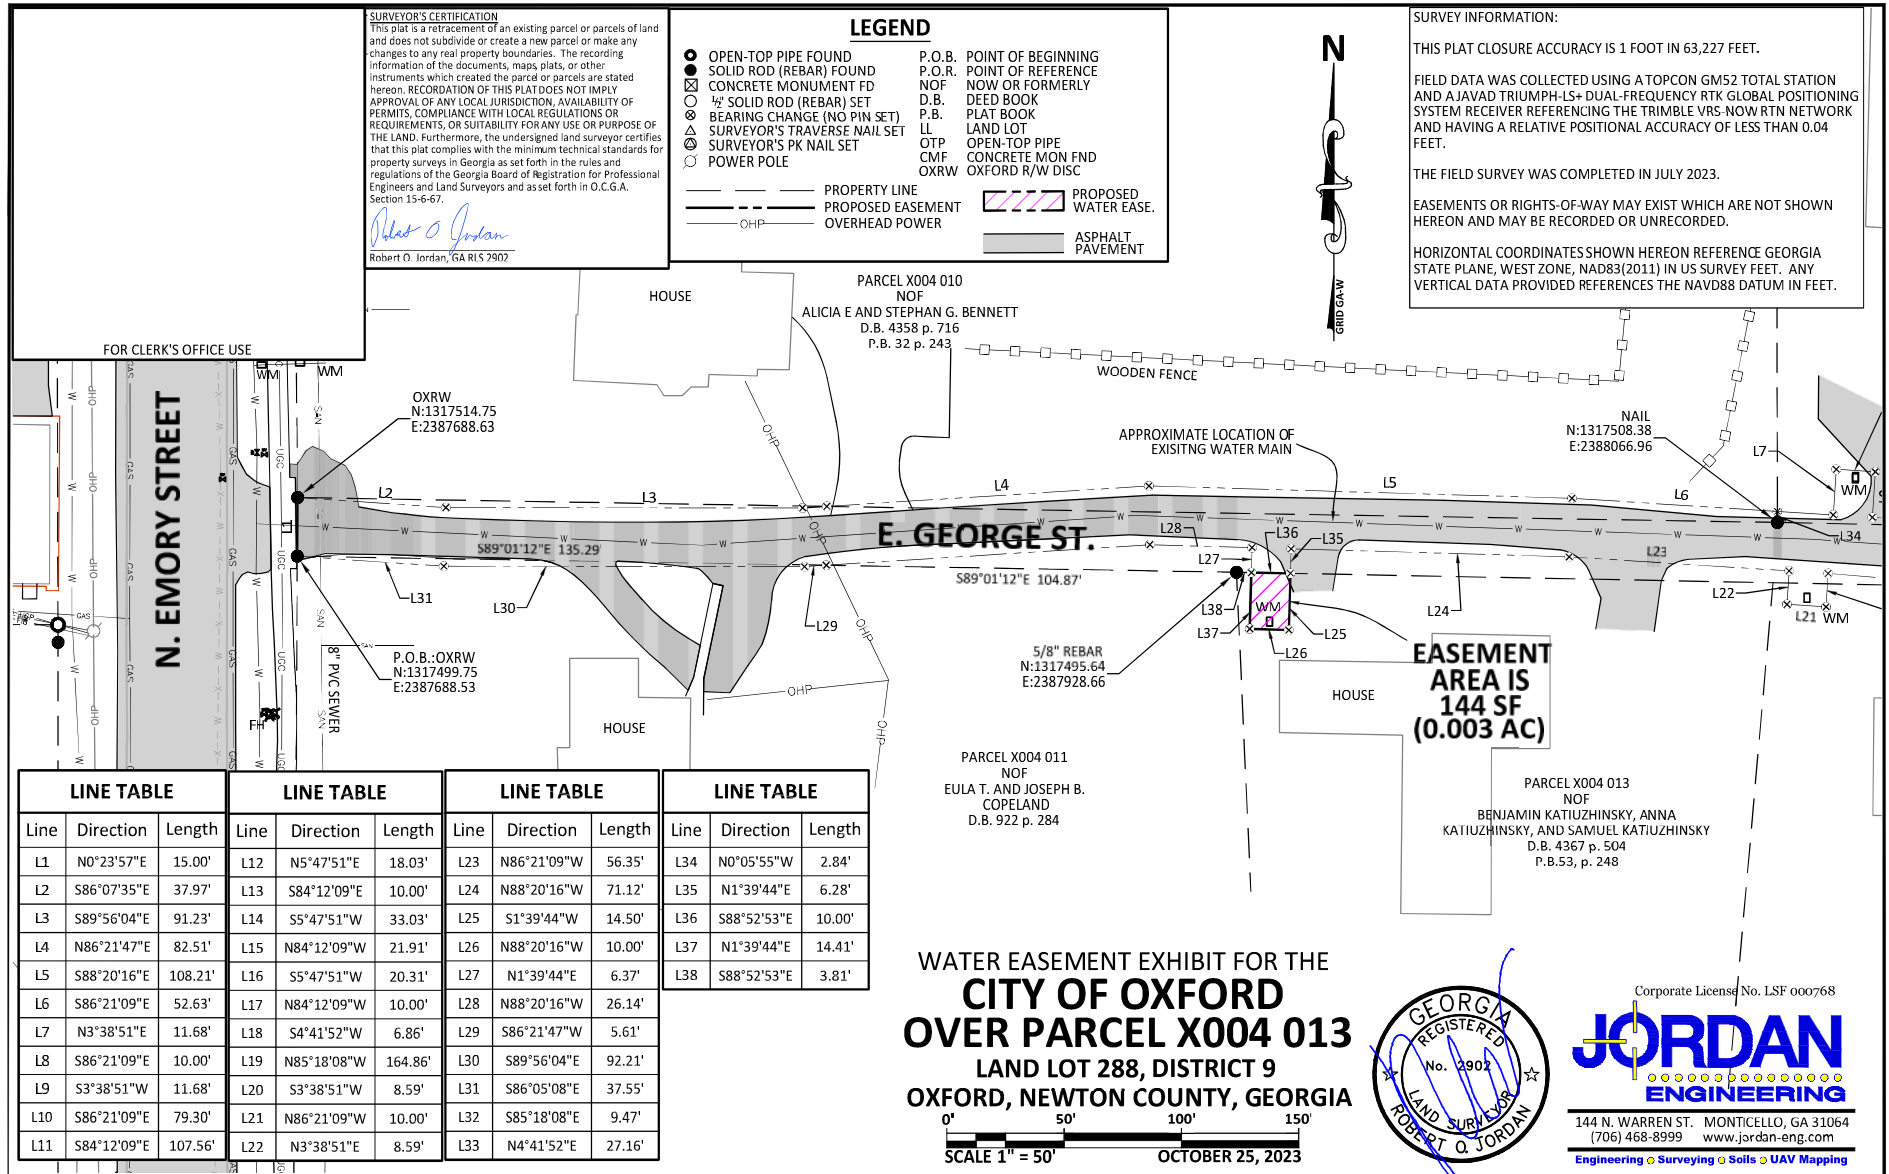 FOR CLERK'S OFFICE USE
SURVEYOR'S CERTIFICATION
This plat is a retracement of an existing parcel or parcels of land
and does not subdivide or create a new parcel or make any
changes to any real property boundaries. The recording
information of the documents, maps, plats, or other
instruments which created the parcel or parcels are stated
hereon. RECORDATION OF THIS PLAT DOES NOT IMPLY
APPROVAL OF ANY LOCAL JURISDICTION, AVAILABILITY OF
PERMITS, COMPLIANCE WITH LOCAL REGULATIONS OR
REQUIREMENTS, OR SUITABILITY FOR ANY USE OR PURPOSE OF
THE LAND. Furthermore, the undersigned land surveyor certifies
that this plat complies with the minimum technical standards for
property surveys in Georgia as set forth in the rules and
regulations of the Georgia Board of Registration for Professional
Engineers and Land Surveyors and as set forth in O.C.G.A.
Section 15-6-67.
Robert O. Jordan
Robert O. Jordan, GA RLS 2902
LEGEND
OPEN-TOP PIPE FOUND
SOLID ROD (REBAR) FOUND
CONCRETE MONUMENT FD
½" SOLID ROD (REBAR) SET
BEARING CHANGE (NO PIN SET)
SURVEYOR'S TRAVERSE NAIL SET
SURVEYOR'S PK NAIL SET
POWER POLE
P.O.B. POINT OF BEGINNING
P.O.R. POINT OF REFERENCE
NOF NOW OR FORMERLY
D.B. DEED BOOK
P.B. PLAT BOOK
LL LAND LOT
OTP OPEN-TOP PIPE
CMF CONCRETE MON FND
OXRW OXFORD R/W DISC
PROPERTY LINE
PROPOSED EASEMENT
OHP OVERHEAD POWER
PROPOSED
WATER EASE.
ASPHALT
PAVEMENT
N
GRID GA-W
SURVEY INFORMATION:
THIS PLAT CLOSURE ACCURACY IS 1 FOOT IN 63,227 FEET.
FIELD DATA WAS COLLECTED USING A TOPCON GM52 TOTAL STATION
AND A JAVAD TRIUMPH-LS+ DUAL-FREQUENCY RTK GLOBAL POSITIONING
SYSTEM RECEIVER REFERENCING THE TRIMBLE VRS-NOW RTN NETWORK
AND HAVING A RELATIVE POSITIONAL ACCURACY OF LESS THAN 0.04
FEET.
THE FIELD SURVEY WAS COMPLETED IN JULY 2023.
EASEMENTS OR RIGHTS-OF-WAY MAY EXIST WHICH ARE NOT SHOWN
HEREON AND MAY BE RECORDED OR UNRECORDED.
HORIZONTAL COORDINATES SHOWN HEREON REFERENCE GEORGIA
STATE PLANE, WEST ZONE, NAD83(2011) IN US SURVEY FEET. ANY
VERTICAL DATA PROVIDED REFERENCES THE NAVD88 DATUM IN FEET.
HOUSE
PARCEL X004 010
NOF
ALICIA E AND STEPHAN G. BENNETT
D.B. 4358 p. 716
P.B. 32 p. 243
WOODEN FENCE
WM
WM
OXRW
N:1317514.75
E:2387688.63
APPROXIMATE LOCATION OF
EXISITNG WATER MAIN
NAIL
N:1317508.38
E:2388066.96
L7
WM
N. EMORY STREET
L1
L2
L3
L4
L5
L6
L34
S89°01'12"E 135.29'
E. GEORGE ST.
S89°01'12"E 104.87'
L28
L36
L35
L27
L23
L31
L30
L29
L38
L37
WM
L25
L26
L24
L22
L21 WM
P.O.B.:OXRW
N:1317499.75
E:2387688.53
8" PVC SEWER
FH
5/8" REBAR
N:1317495.64
E:2387928.66
EASEMENT
AREA IS
144 SF
(0.003 AC)
HOUSE
HOUSE
PARCEL X004 011
NOF
EULA T. AND JOSEPH B.
COPELAND
D.B. 922 p. 284
PARCEL X004 013
NOF
BENJAMIN KATIUZHINSKY, ANNA
KATIUZHINSKY, AND SAMUEL KATIUZHINSKY
D.B. 4367 p. 504
P.B.53, p. 248
LINE TABLE
Line Direction Length
L1 N0°23'57"E 15.00'
L2 S86°07'35"E 37.97'
L3 S89°56'04"E 91.23'
L4 N86°21'47"E 82.51'
L5 S88°20'16"E 108.21'
L6 S86°21'09"E 52.63'
L7 N3°38'51"E 11.68'
L8 S86°21'09"E 10.00'
L9 S3°38'51"W 11.68'
L10 S86°21'09"E 79.30'
L11 S84°12'09"E 107.56'
LINE TABLE
Line Direction Length
L12 N5°47'51"E 18.03'
L13 S84°12'09"E 10.00'
L14 S5°47'51"W 33.03'
L15 N84°12'09"W 21.91'
L16 S5°47'51"W 20.31'
L17 N84°12'09"W 10.00'
L18 S4°41'52"W 6.86'
L19 N85°18'08"W 164.86'
L20 S3°38'51"W 8.59'
L21 N86°21'09"W 10.00'
L22 N3°38'51"E 8.59'
LINE TABLE
Line Direction Length
L23 N86°21'09"W 56.35'
L24 N88°20'16"W 71.12'
L25 S1°39'44"W 14.50'
L26 N88°20'16"W 10.00'
L27 N1°39'44"E 6.37'
L28 N88°20'16"W 26.14'
L29 S86°21'47"W 5.61'
L30 S89°56'04"E 92.21'
L31 S86°05'08"E 37.55'
L32 S85°18'08"E 9.47'
L33 N4°41'52"E 27.16'
LINE TABLE
Line Direction Length
L34 N0°05'55"W 2.84'
L35 N1°39'44"E 6.28'
L36 S88°52'53"E 10.00'
L37 N1°39'44"E 14.41'
L38 S88°52'53"E 3.81'
WATER EASEMENT EXHIBIT FOR THE
CITY OF OXFORD
OVER PARCEL X004 013
LAND LOT 288, DISTRICT 9
OXFORD, NEWTON COUNTY, GEORGIA
0' 50' 100' 150'
SCALE 1" = 50' OCTOBER 25, 2023
GEORGIA
REGISTERED
No. 2902
LAND SURVEYOR
ROBERT O. JORDAN
Corporate License No. LSF 000768
JORDAN
ENGINEERING
144 N. WARREN ST. MONTICELLO, GA 31064
(706) 468-8999 www.jordan-eng.com
Engineering Surveying Soils UAV Mapping